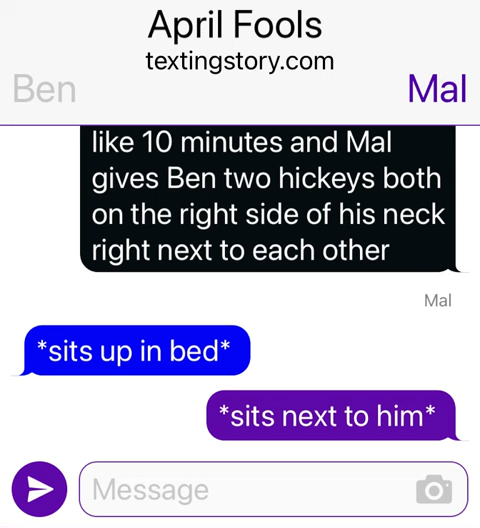 April Fools
textingstory.com
Ben
Mal
like 10 minutes and Mal
gives Ben two hickeys both
on the right side of his neck
right next to each other
Mal
*sits up in bed*
*sits next to him*
Message